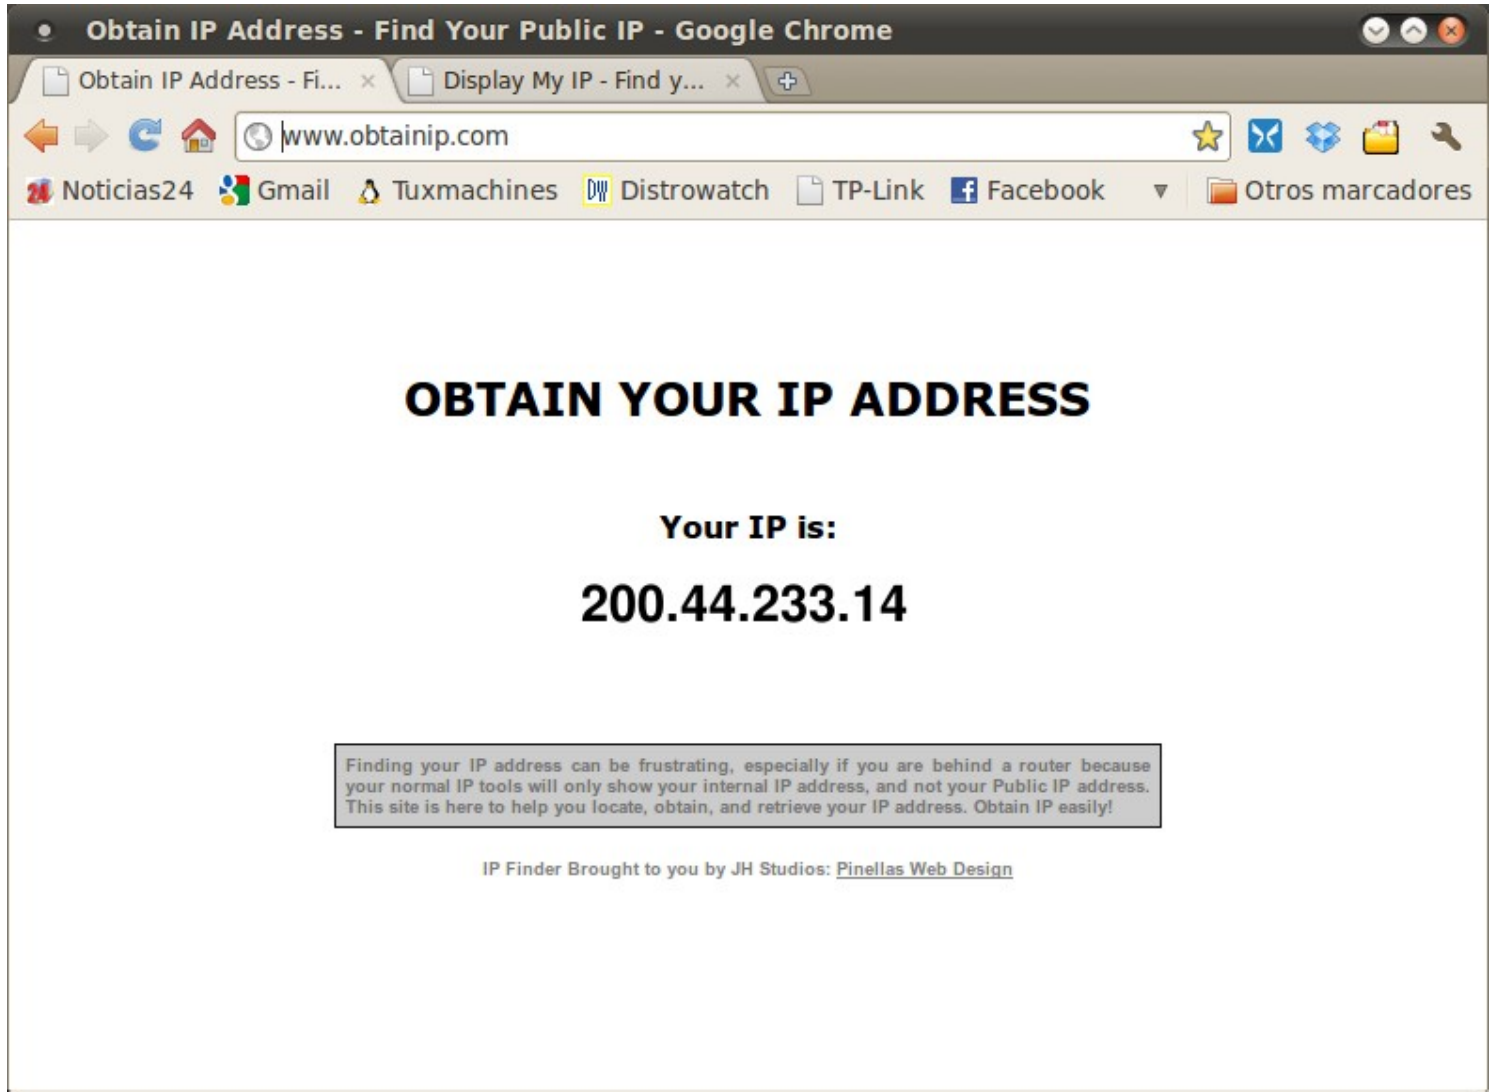 Obtain IP Address - Find Your Public IP - Google Chrome
Obtain IP Address - Fi... Display My IP - Find y...
www.obtainip.com
24 Noticias24 Gmail Tuxmachines DW Distrowatch TP-Link f Facebook Otros marcadores
OBTAIN YOUR IP ADDRESS
Your IP is:
200.44.233.14
Finding your IP address can be frustrating, especially if you are behind a router because
your normal IP tools will only show your internal IP address, and not your Public IP address.
This site is here to help you locate, obtain, and retrieve your IP address. Obtain IP easily!
IP Finder Brought to you by JH Studios: Pinellas Web Design